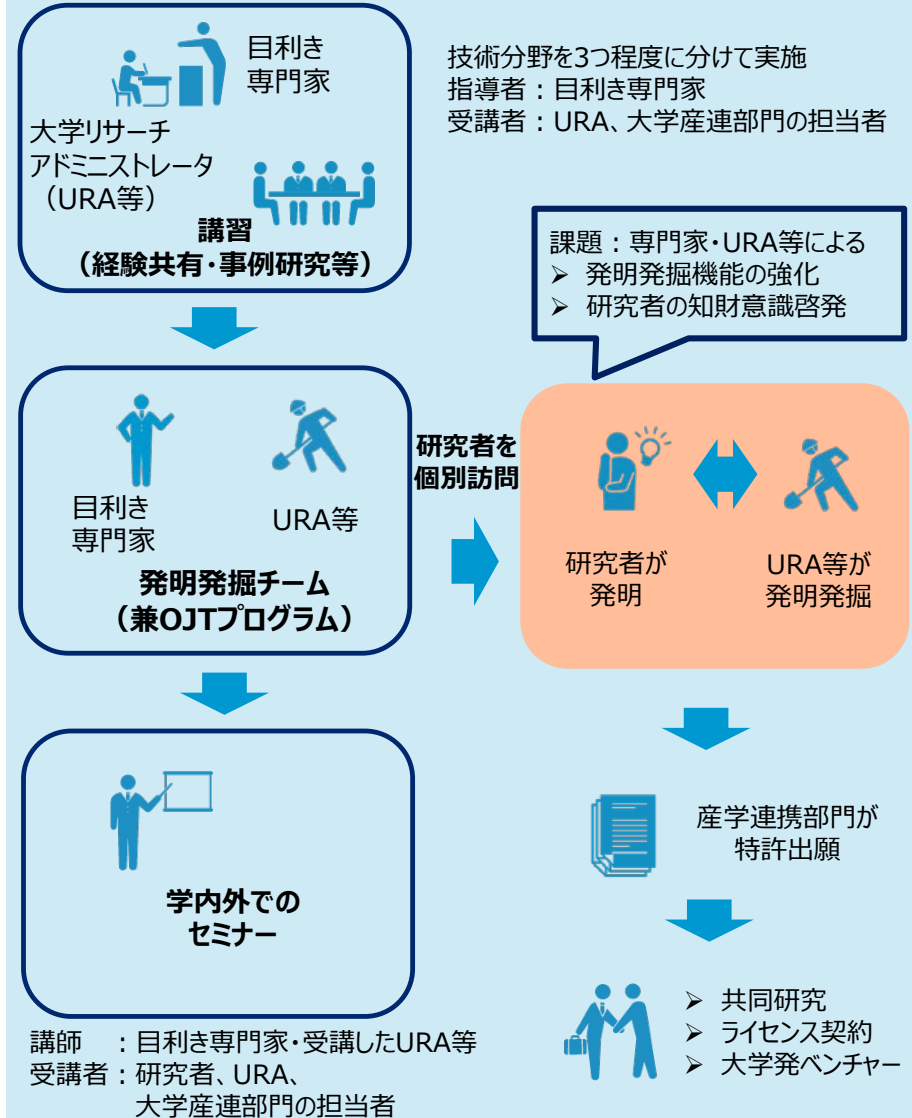 目利き
専門家
大学リサーチ
アドミニストレータ
（URA等）
講習
（経験共有・事例研究等）
技術分野を3つ程度に分けて実施
指導者：目利き専門家
受講者：URA、大学産連部門の担当者
課題：専門家・URA等による
➢ 発明発掘機能の強化
➢ 研究者の知財意識啓発
目利き
専門家
URA等
発明発掘チーム
（兼OJTプログラム）
研究者を
個別訪問
研究者が
発明
URA等が
発明発掘
学内外での
セミナー
講師　：目利き専門家・受講したURA等
受講者：研究者、URA、
大学産連部門の担当者
産学連携部門が
特許出願
➢ 共同研究
➢ ライセンス契約
➢ 大学発ベンチャー